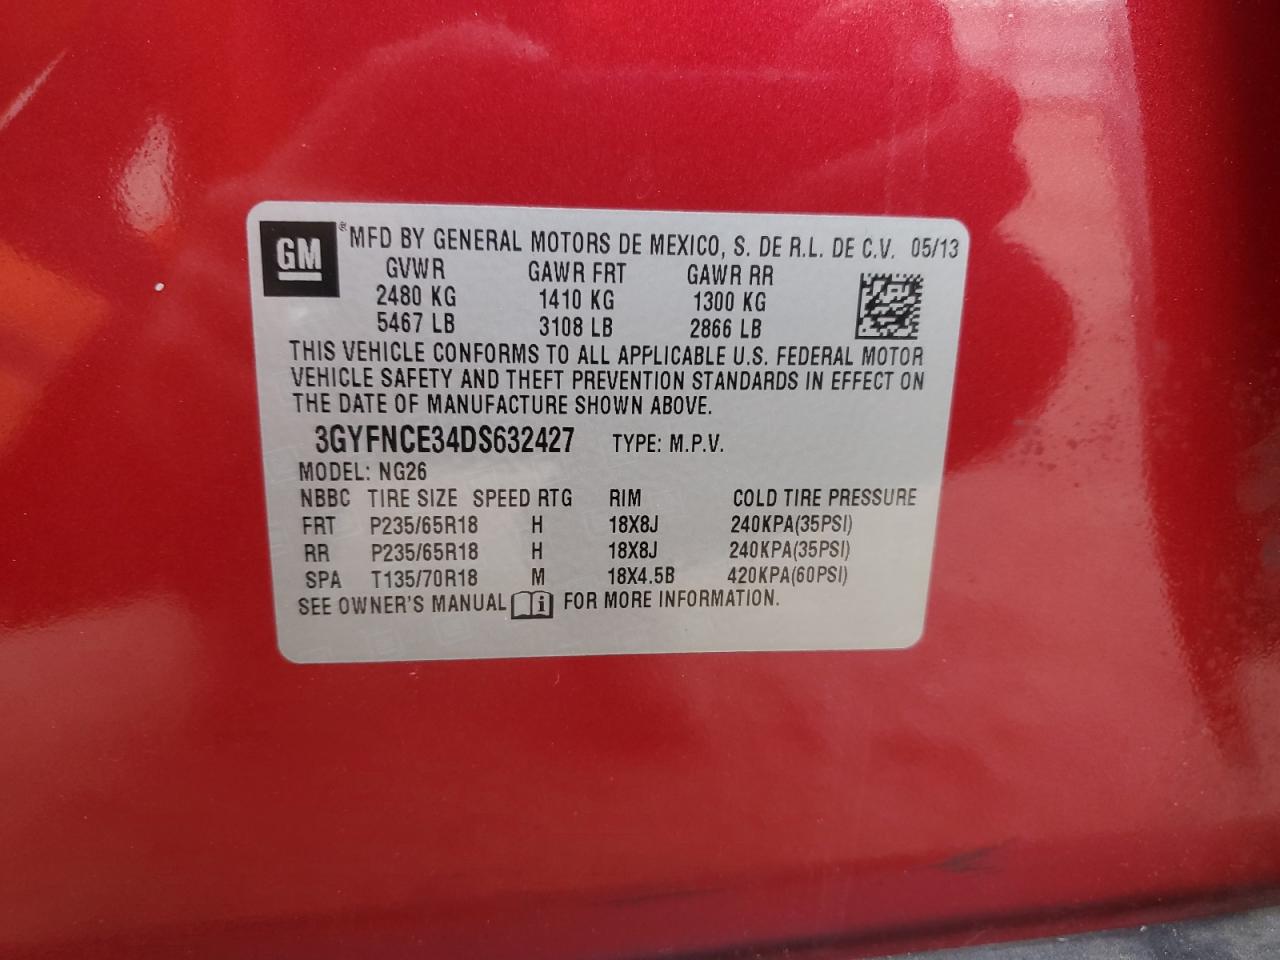 GM ® MFD BY GENERAL MOTORS DE MEXICO, S. DE R.L. DE C.V. 05/13
GVWR GAWR FRT GAWR RR
2480 KG 1410 KG 1300 KG
5467 LB 3108 LB 2866 LB
THIS VEHICLE CONFORMS TO ALL APPLICABLE U.S. FEDERAL MOTOR
VEHICLE SAFETY AND THEFT PREVENTION STANDARDS IN EFFECT ON
THE DATE OF MANUFACTURE SHOWN ABOVE.
3GYFNCE34DS632427 TYPE: M.P.V.
MODEL: NG26
NBBC TIRE SIZE SPEED RTG RIM COLD TIRE PRESSURE
FRT P235/65R18 H 18X8J 240KPA(35PSI)
RR P235/65R18 H 18X8J 240KPA(35PSI)
SPA T135/70R18 M 18X4.5B 420KPA(60PSI)
SEE OWNER'S MANUAL i FOR MORE INFORMATION.